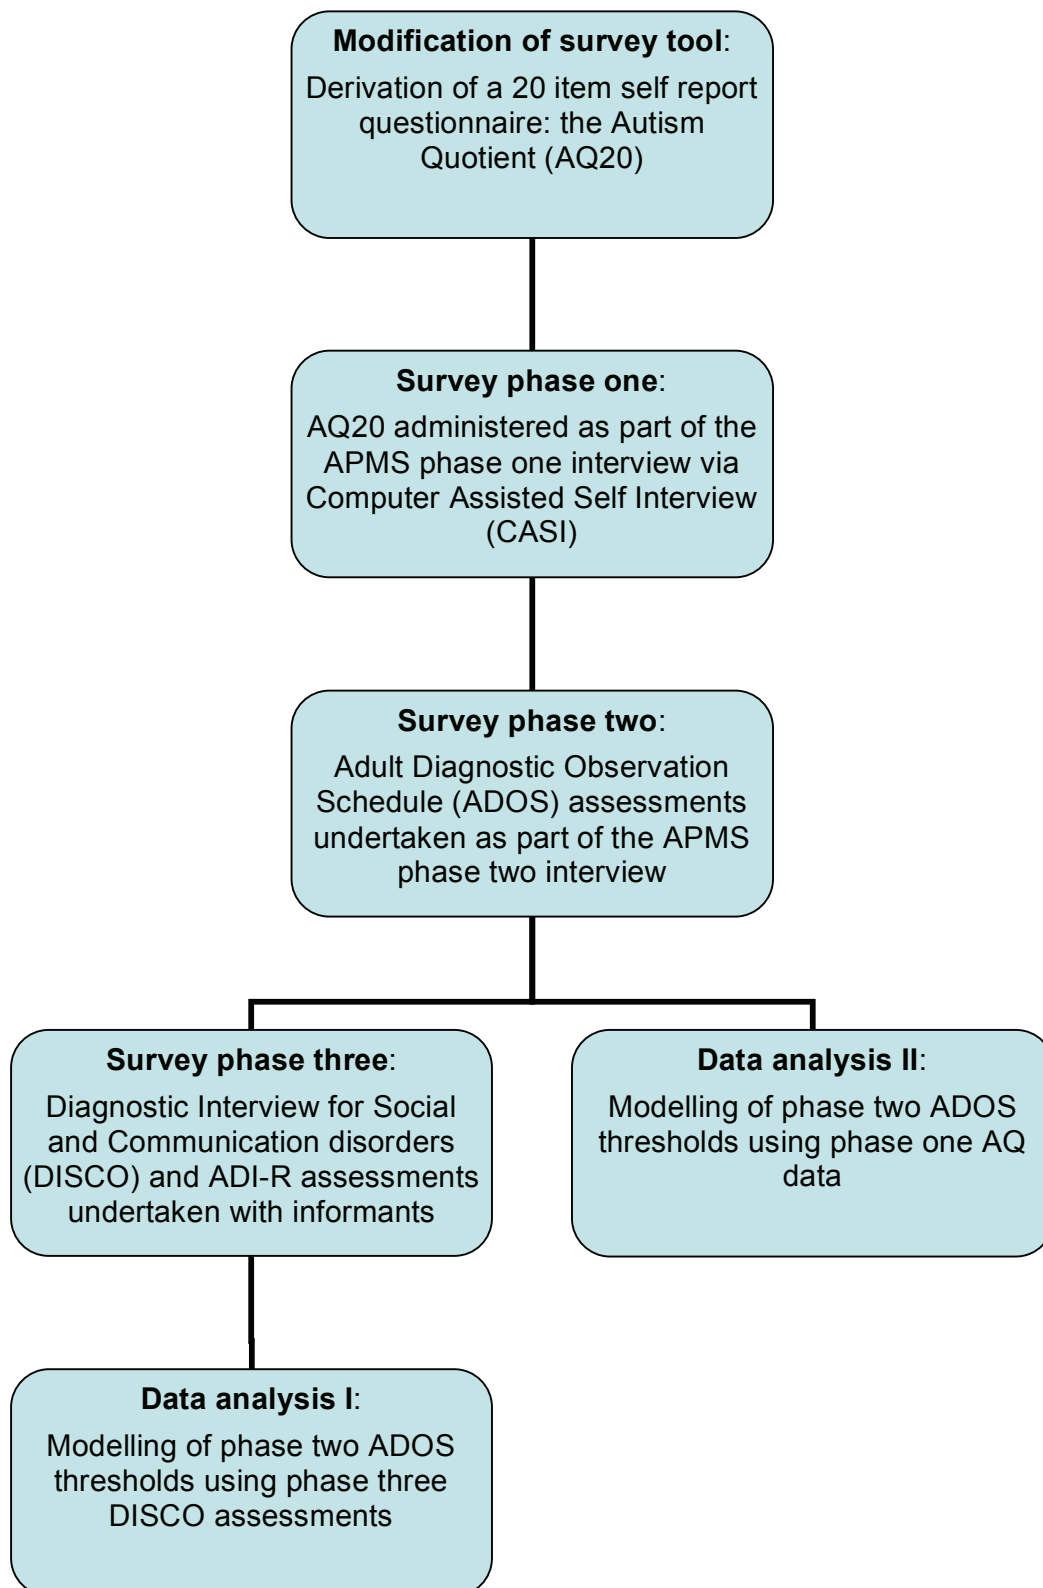 Modification of survey tool:
Derivation of a 20 item self report
questionnaire: the Autism
Quotient (AQ20)
Survey phase one:
AQ20 administered as part of the
APMS phase one interview via
Computer Assisted Self Interview
(CASI)
Survey phase two:
Adult Diagnostic Observation
Schedule (ADOS) assessments
undertaken as part of the APMS
phase two interview
Survey phase three:
Diagnostic Interview for Social
and Communication disorders
(DISCO) and ADI-R assessments
undertaken with informants
Data analysis II:
Modelling of phase two ADOS
thresholds using phase one AQ
data
Data analysis I:
Modelling of phase two ADOS
thresholds using phase three
DISCO assessments